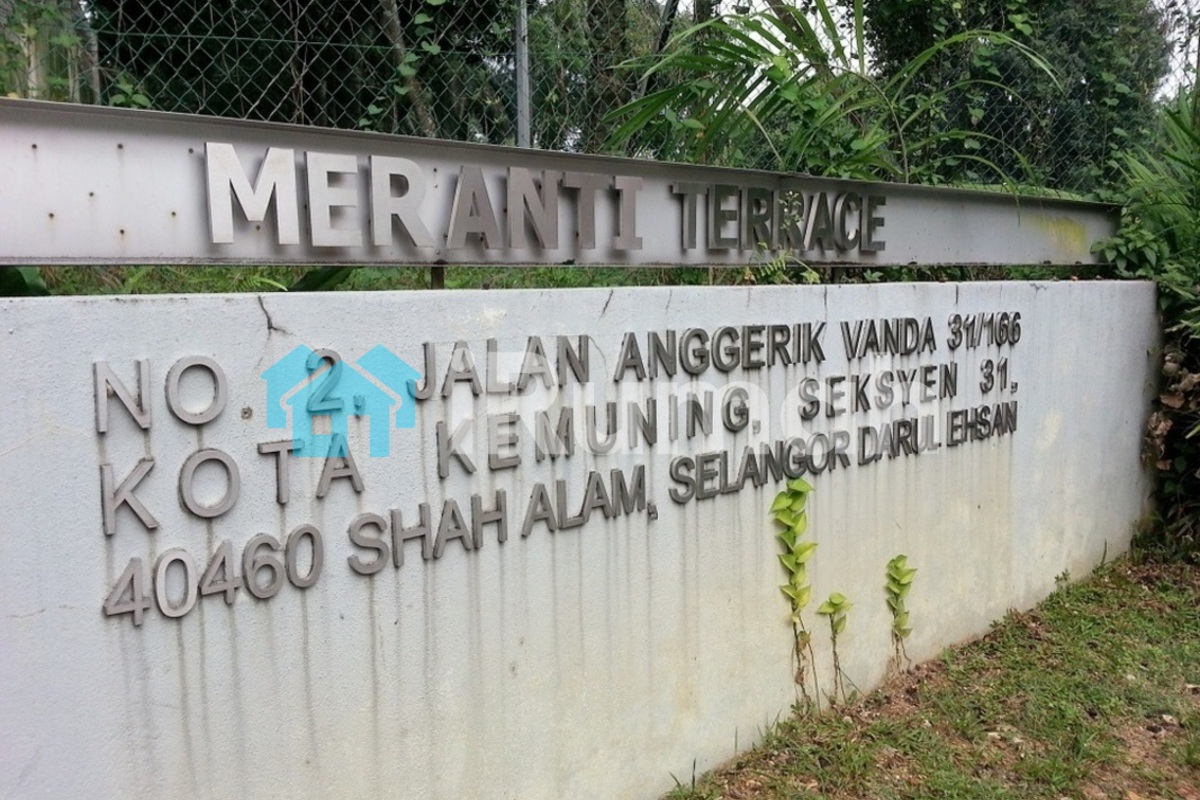 MERANTI TERRACE
NO. 2, JALAN ANGGERIK VANDA 31/166
KOTA KEMUNING, SEKSYEN 31,
40460 SHAH ALAM, SELANGOR DARUL EHSAN
iRumah